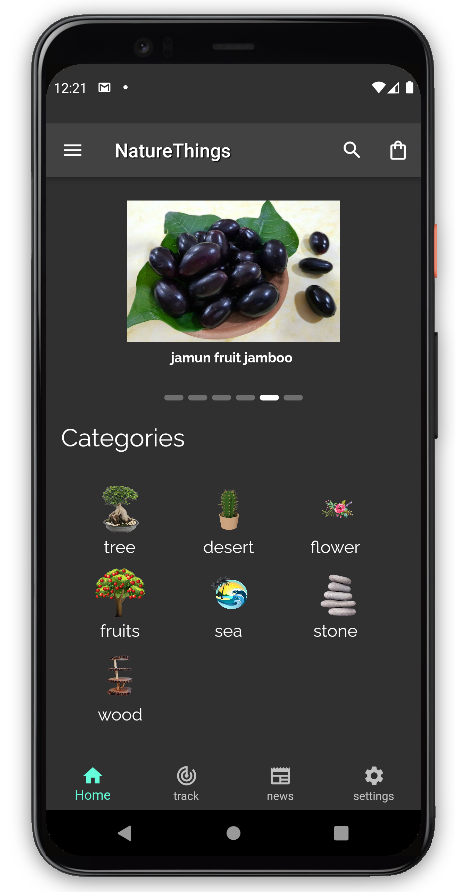 12:21
NatureThings
jamun fruit jamboo
Categories
tree desert flower
fruits sea stone
wood
Home track news settings